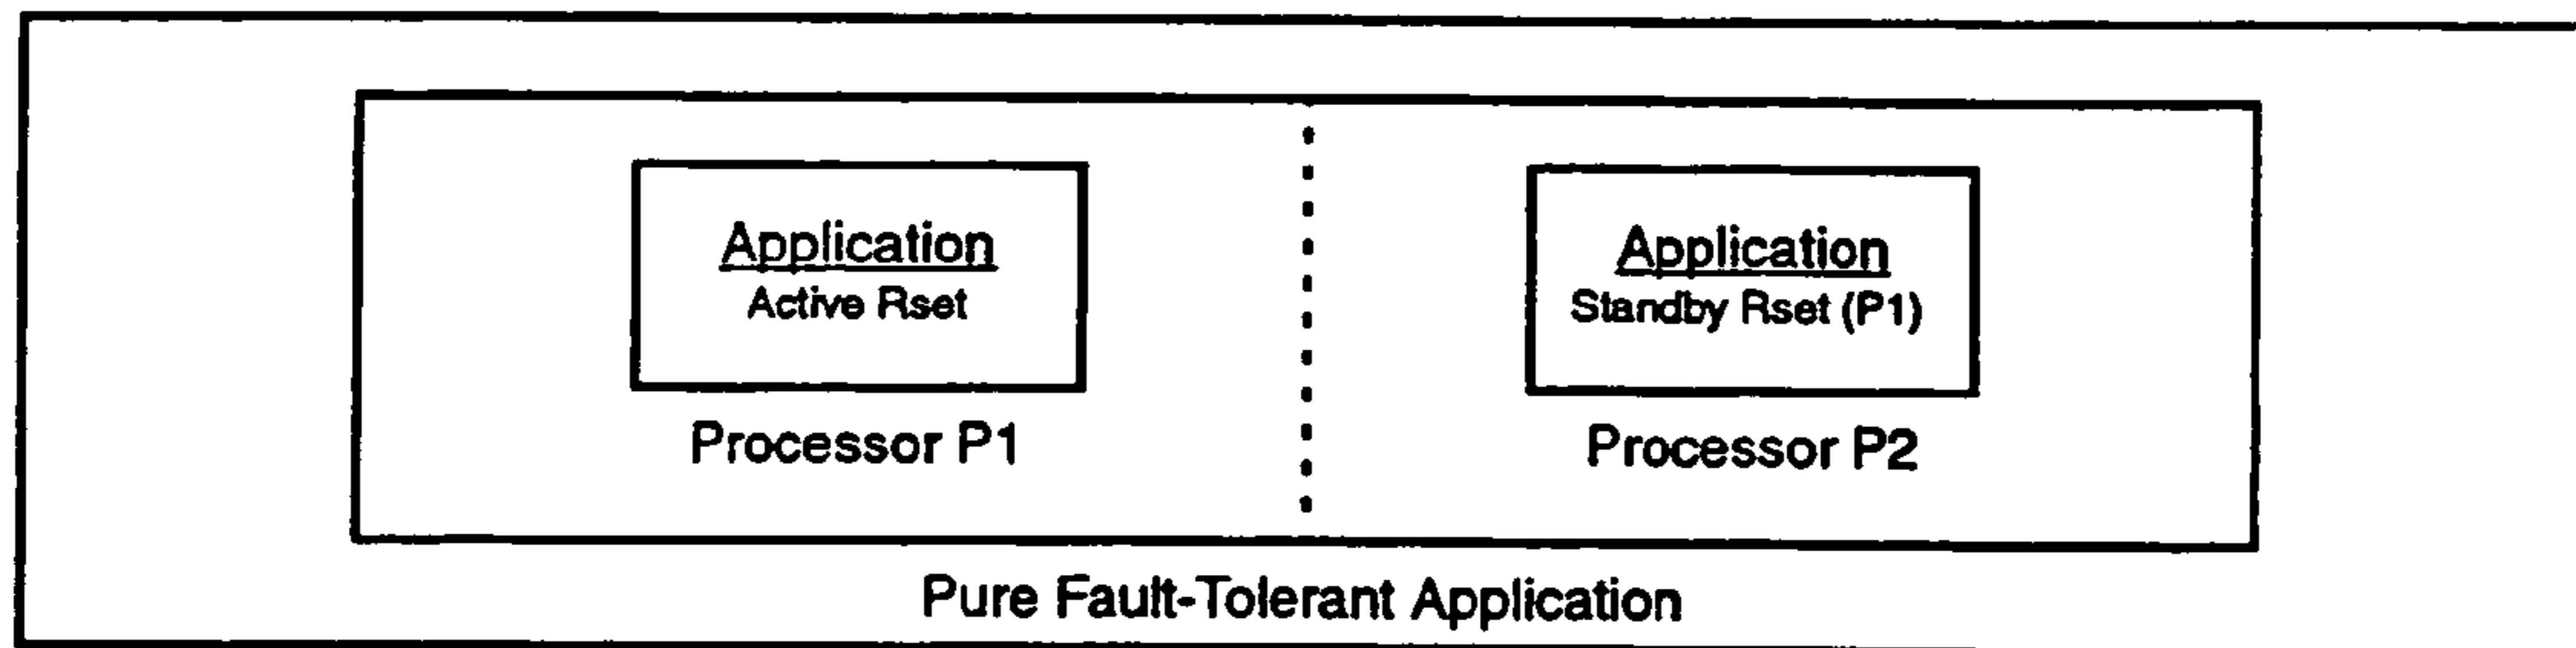 Application
Active Rset
Processor P1
Application
Standby Rset (P1)
Processor P2
Pure Fault-Tolerant Application